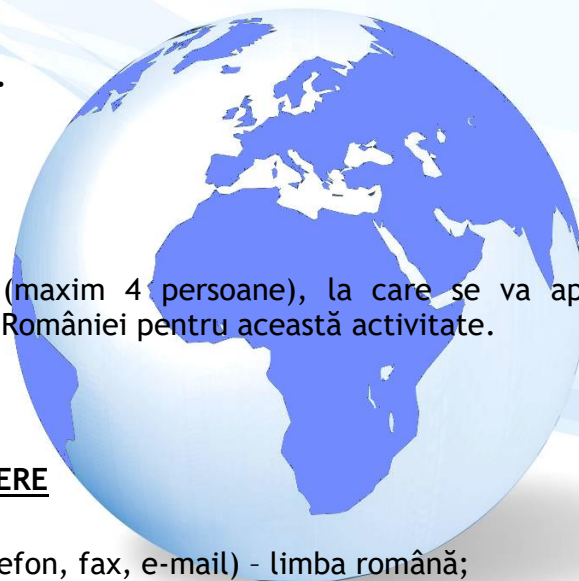 .
(maxim 4 persoane), la care se va ap
României pentru această activitate.
ERE
efon, fax, e-mail) - limba română;